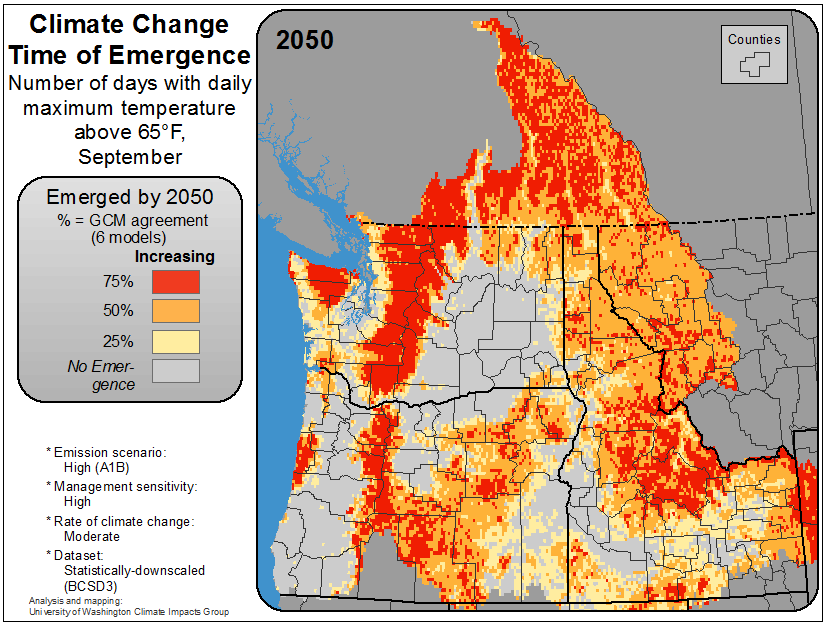 Climate Change
Time of Emergence
Number of days with daily
maximum temperature
above 65°F,
September
Emerged by 2050
% = GCM agreement
(6 models)
Increasing
75%
50%
25%
No Emer-
gence
* Emission scenario:
High (A1B)
* Management sensitivity:
High
* Rate of climate change:
Moderate
* Dataset:
Statistically-downscaled
(BCSD3)
Analysis and mapping:
University of Washington Climate Impacts Group
2050
Counties